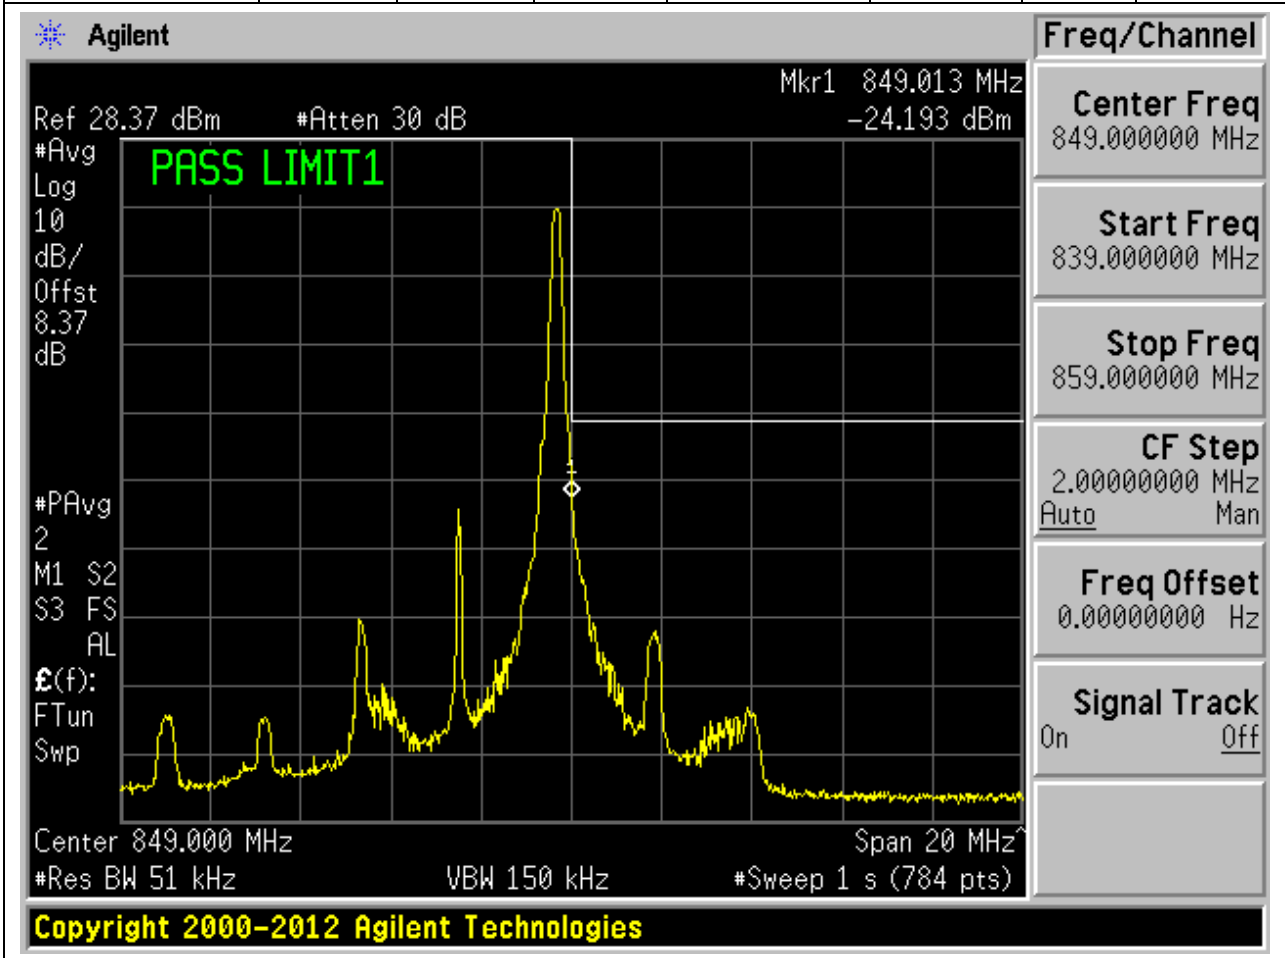 Agilent
Freq/Channel
Mkr1 849.013 MHz
Ref 28.37 dBm #Atten 30 dB -24.193 dBm
#Avg
Log
10
dB/
Offst
8.37
dB
#PAvg
2
M1 S2
S3 FS
AL
£(f):
FTun
Swp
PASS LIMIT1
1
Center 849.000 MHz Span 20 MHz^
#Res BW 51 kHz VBW 150 kHz #Sweep 1 s (784 pts)
Center Freq
849.000000 MHz
Start Freq
839.000000 MHz
Stop Freq
859.000000 MHz
CF Step
2.00000000 MHz
Auto Man
Freq Offset
0.00000000 Hz
Signal Track
On Off
Copyright 2000-2012 Agilent Technologies